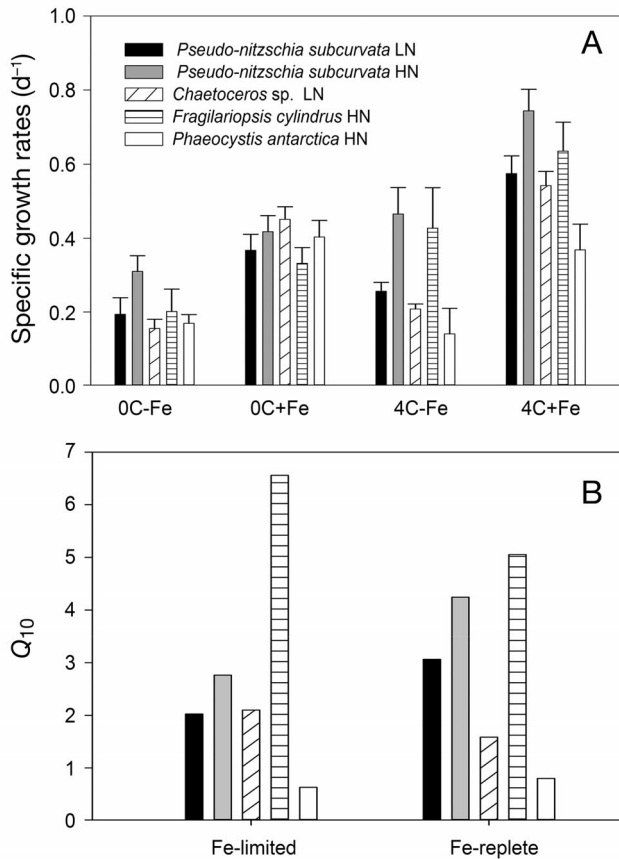 A
Pseudo-nitzschia subcurvata LN
Pseudo-nitzschia subcurvata HN
Chaetoceros sp. LN
Fragilariopsis cylindrus HN
Phaeocystis antarctica HN
Specific growth rates (d⁻¹)
1.0
0.8
0.6
0.4
0.2
0.0
0C-Fe 0C+Fe 4C-Fe 4C+Fe
B
Q₁₀
7
6
5
4
3
2
1
0
Fe-limited Fe-replete